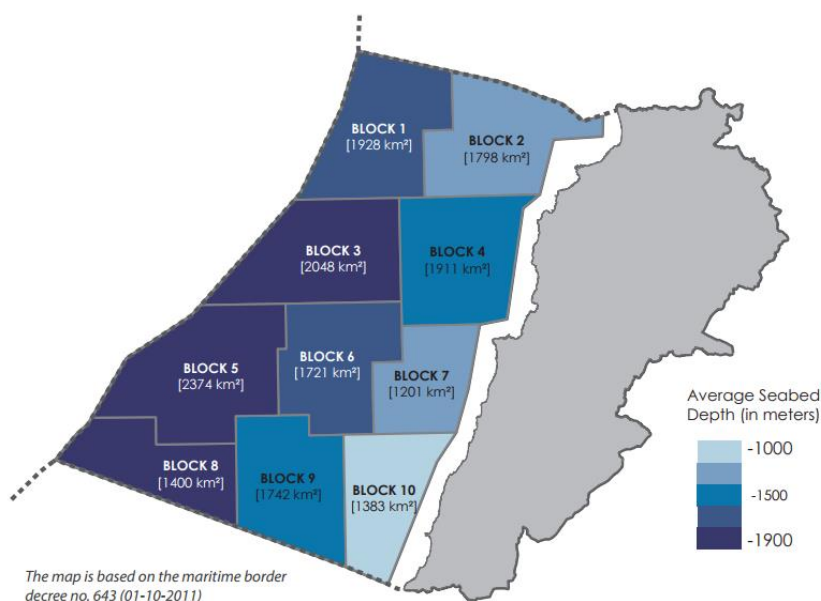 BLOCK 1
[1928 km²]
BLOCK 2
[1798 km²]
BLOCK 3
[2048 km²]
BLOCK 4
[1911 km²]
BLOCK 5
[2374 km²]
BLOCK 6
[1721 km²]
BLOCK 7
[1201 km²]
BLOCK 8
[1400 km²]
BLOCK 9
[1742 km²]
BLOCK 10
[1383 km²]
Average Seabed
Depth (in meters)
-1000
-1500
-1900
The map is based on the maritime border
decree no. 643 (01-10-2011)